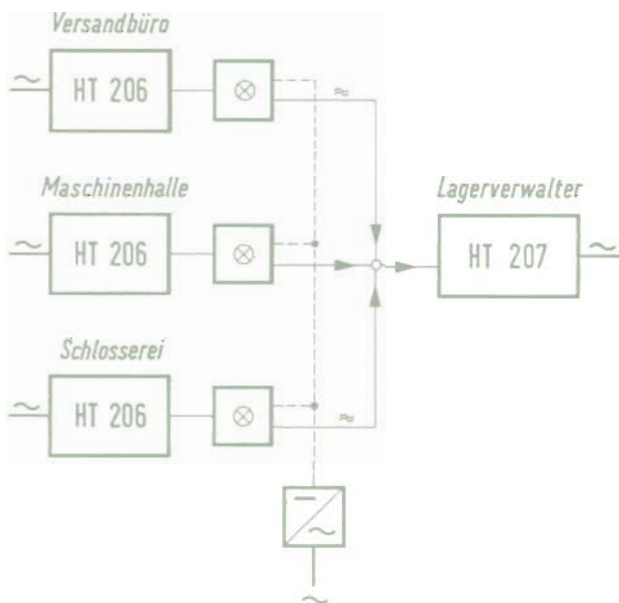 Versandbüro
HT 206
Maschinenhalle
HT 206
Lagerverwalter
HT 207
Schlosserei
HT 206